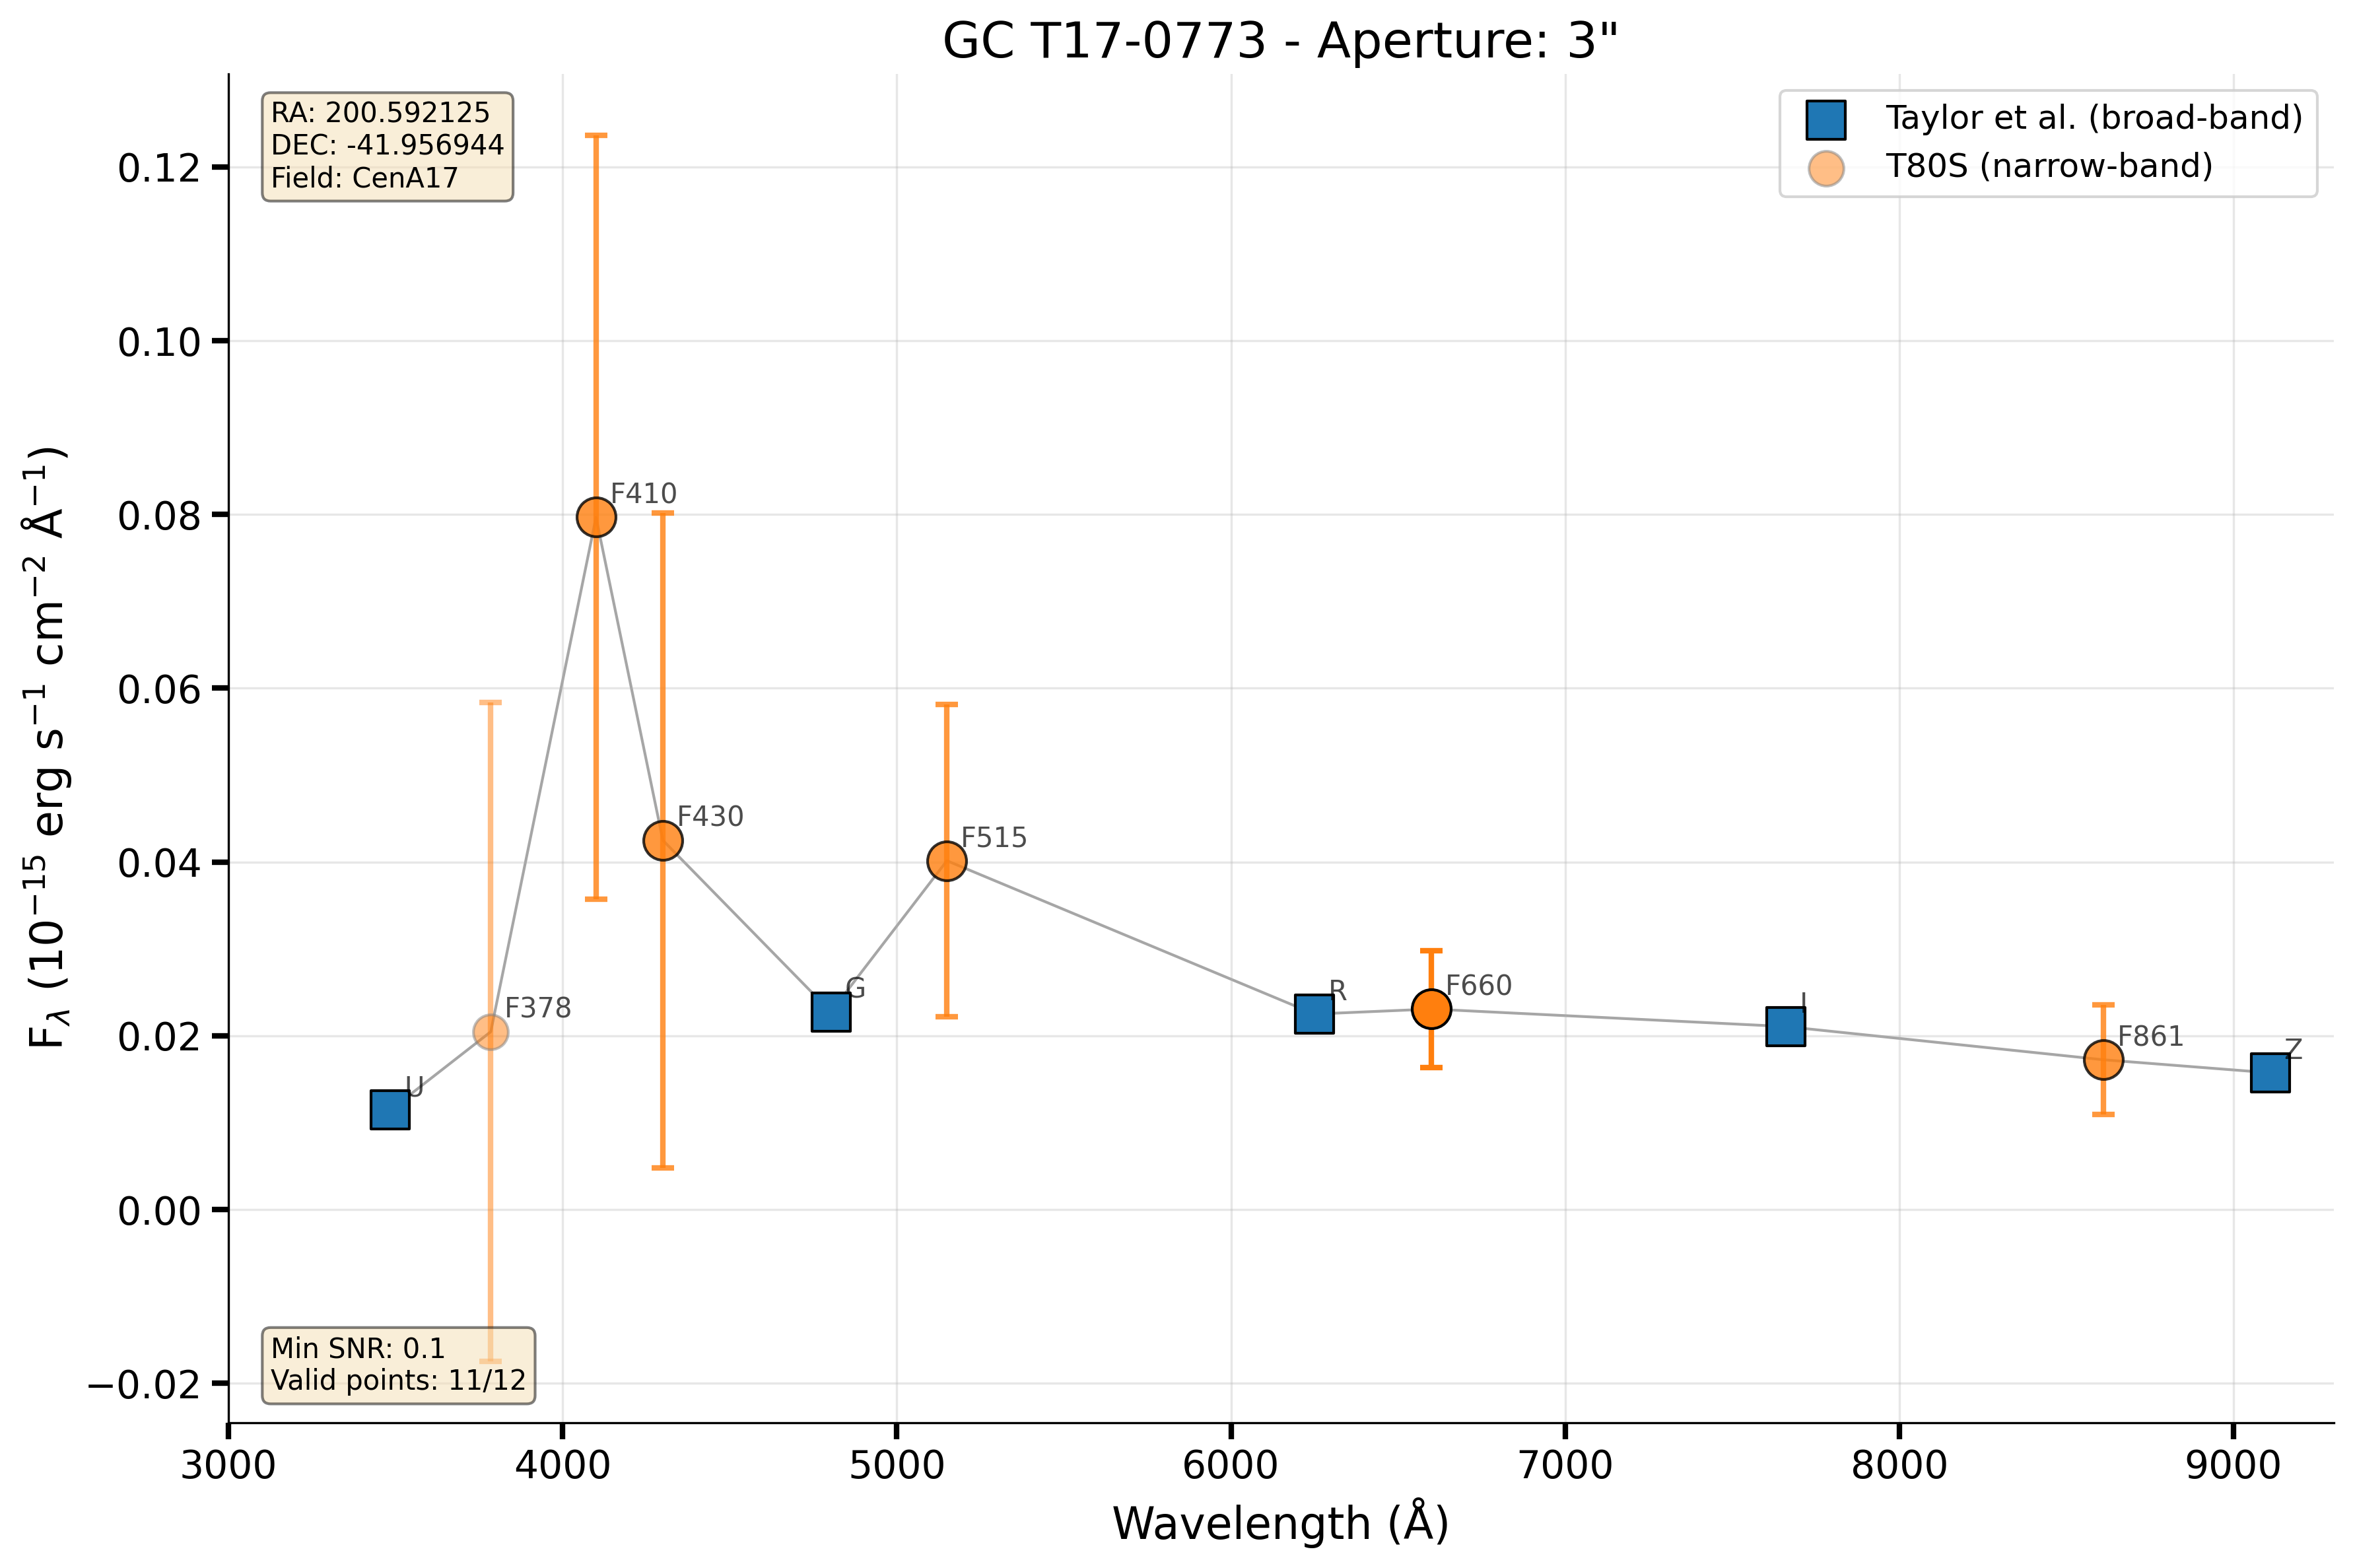 GC T17-0773 - Aperture: 3"
RA: 200.592125
DEC: -41.956944
Field: CenA17
Taylor et al. (broad-band)
T80S (narrow-band)
0.12
0.10
0.08
0.06
0.04
0.02
0.00
−0.02
F_λ (10⁻¹⁵ erg s⁻¹ cm⁻² Å⁻¹)
U
F378
F410
F430
G
F515
R
F660
I
F861
Z
Min SNR: 0.1
Valid points: 11/12
3000 4000 5000 6000 7000 8000 9000
Wavelength (Å)